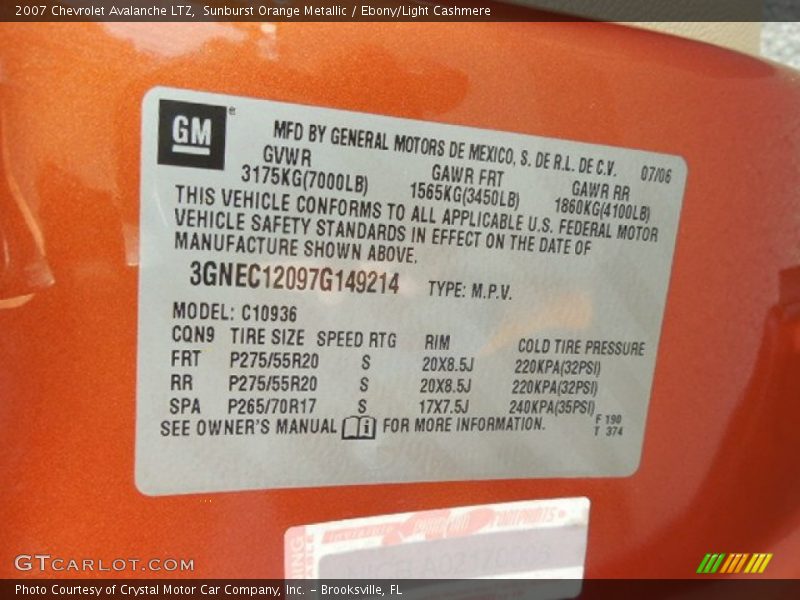 2007 Chevrolet Avalanche LTZ, Sunburst Orange Metallic / Ebony/Light Cashmere
GM
®
MFD BY GENERAL MOTORS DE MEXICO, S. DE R.L. DE C.V. 07/06
GVWR GAWR FRT GAWR RR
3175KG(7000LB) 1565KG(3450LB) 1860KG(4100LB)
THIS VEHICLE CONFORMS TO ALL APPLICABLE U.S. FEDERAL MOTOR
VEHICLE SAFETY STANDARDS IN EFFECT ON THE DATE OF
MANUFACTURE SHOWN ABOVE.
3GNEC12097G149214 TYPE: M.P.V.
MODEL: C10936
CQN9 TIRE SIZE SPEED RTG RIM COLD TIRE PRESSURE
FRT P275/55R20 S 20X8.5J 220KPA(32PSI)
RR P275/55R20 S 20X8.5J 220KPA(32PSI)
SPA P265/70R17 S 17X7.5J 240KPA(35PSI)
SEE OWNER'S MANUAL i FOR MORE INFORMATION.
F 190
T 374
GTCARLOT.COM
Photo Courtesy of Crystal Motor Car Company, Inc. – Brooksville, FL